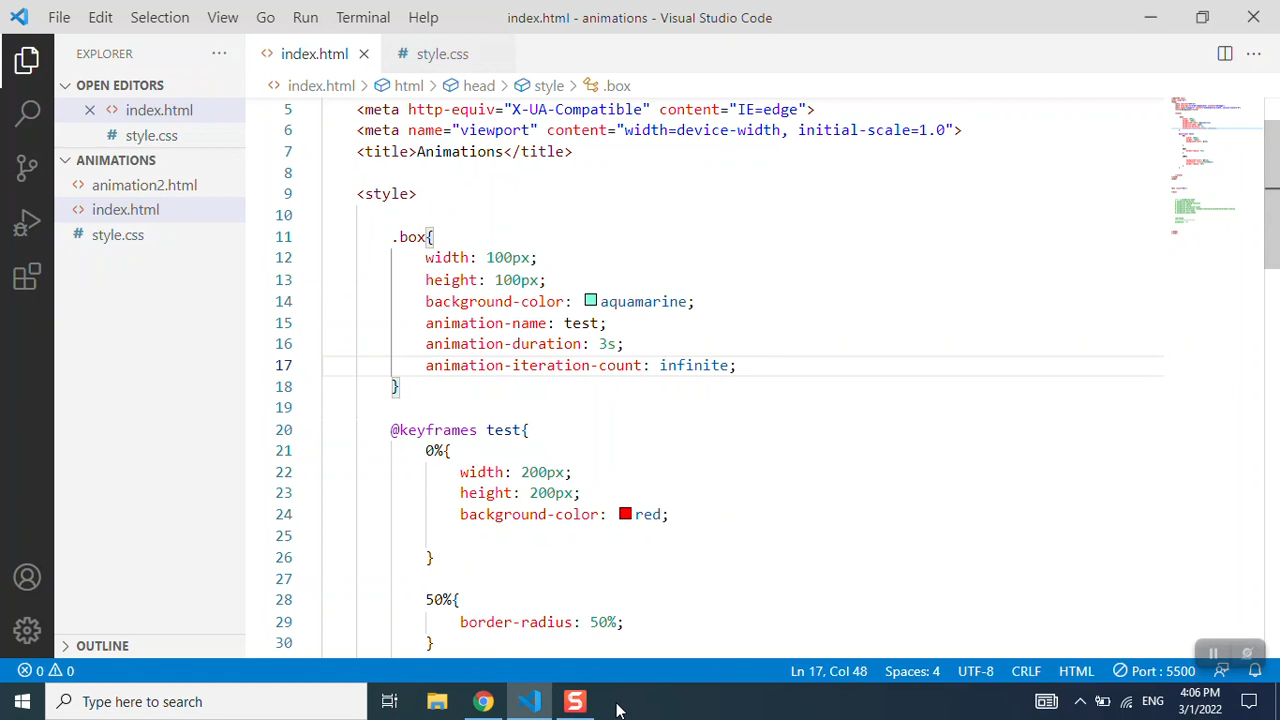 File Edit Selection View Go Run Terminal Help index.html - animations - Visual Studio Code
EXPLORER
OPEN EDITORS
index.html
style.css
ANIMATIONS
animation2.html
index.html
style.css
OUTLINE
index.html style.css
index.html > html > head > style > .box
5 <meta http-equiv="X-UA-Compatible" content="IE=edge">
6 <meta name="viewport" content="width=device-width, initial-scale=1.0">
7 <title>Animations</title>
8
9 <style>
10
11 .box{
12 width: 100px;
13 height: 100px;
14 background-color: aquamarine;
15 animation-name: test;
16 animation-duration: 3s;
17 animation-iteration-count: infinite;
18 }
19
20 @keyframes test{
21 0%{
22 width: 200px;
23 height: 200px;
24 background-color: red;
25
26 }
27
28 50%{
29 border-radius: 50%;
30 }
0 0 Ln 17, Col 48 Spaces: 4 UTF-8 CRLF HTML Port : 5500
Type here to search ENG 4:06 PM
3/1/2022